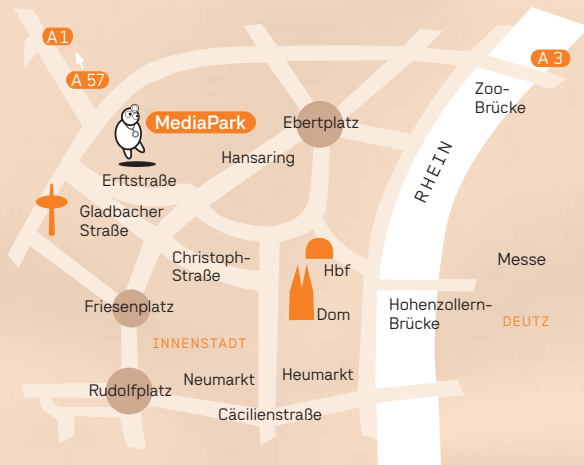 A1
A 57
A 3
Zoo-
Brücke
MediaPark
Ebertplatz
Hansaring
RHEIN
Erftstraße
Gladbacher
Straße
Christoph-
Straße
Hbf
Messe
Friesenplatz
Dom
Hohenzollern-
Brücke
DEUTZ
INNENSTADT
Rudolfplatz
Neumarkt
Heumarkt
Cäcilienstraße